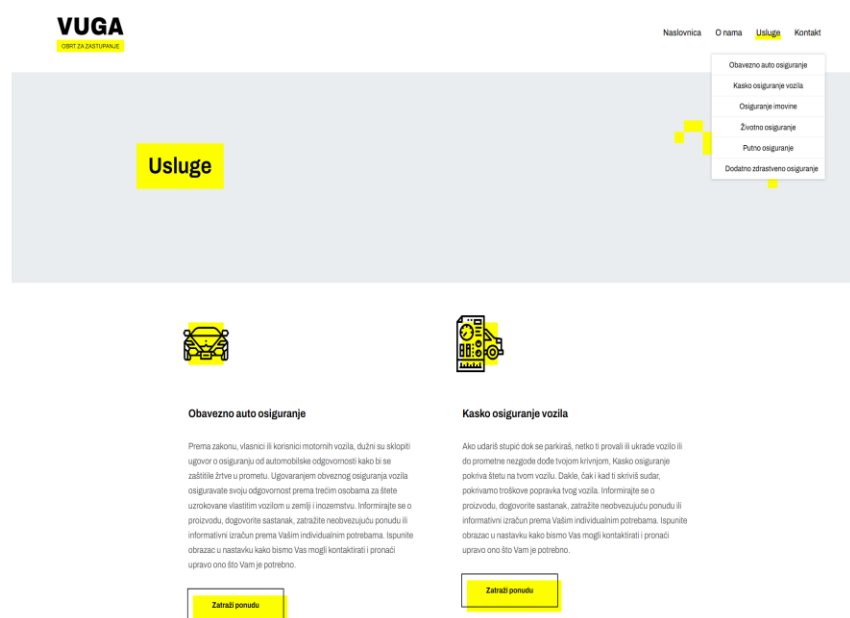 VUGA
OBRT ZA ZASTUPANJE
Naslovnica O nama Usluge Kontakt
Obavezno auto osiguranje
Kasko osiguranje vozila
Osiguranje imovine
Životno osiguranje
Putno osiguranje
Dodatno zdrastveno osiguranje
Usluge
Obavezno auto osiguranje
Prema zakonu, vlasnici ili korisnici motornih vozila, dužni su sklopiti
ugovor o osiguranju od automobilske odgovornosti kako bi se
zaštitile žrtve u prometu. Ugovaranjem obveznog osiguranja vozila
osiguravate svoju odgovornost prema trećim osobama za štete
uzrokovane vlastitim vozilom u zemlji i inozemstvu. Informirajte se o
proizvodu, dogovorite sastanak, zatražite neobvezujuću ponudu ili
informativni izračun prema Vašim individualnim potrebama. Ispunite
obrazac u nastavku kako bismo Vas mogli kontaktirati i pronaći
upravo ono što Vam je potrebno.
Zatraži ponudu
Kasko osiguranje vozila
Ako udariš stupić dok se parkiraš, netko ti provali ili ukrade vozilo ili
do prometne nezgode dođe tvojom krivnjom, Kasko osiguranje
pokriva štetu na tvom vozilu. Dakle, čak i kad ti skriviš sudar,
pokrivamo troškove popravka tvog vozila. Informirajte se o
proizvodu, dogovorite sastanak, zatražite neobvezujuću ponudu ili
informativni izračun prema Vašim individualnim potrebama. Ispunite
obrazac u nastavku kako bismo Vas mogli kontaktirati i pronaći
upravo ono što Vam je potrebno.
Zatraži ponudu